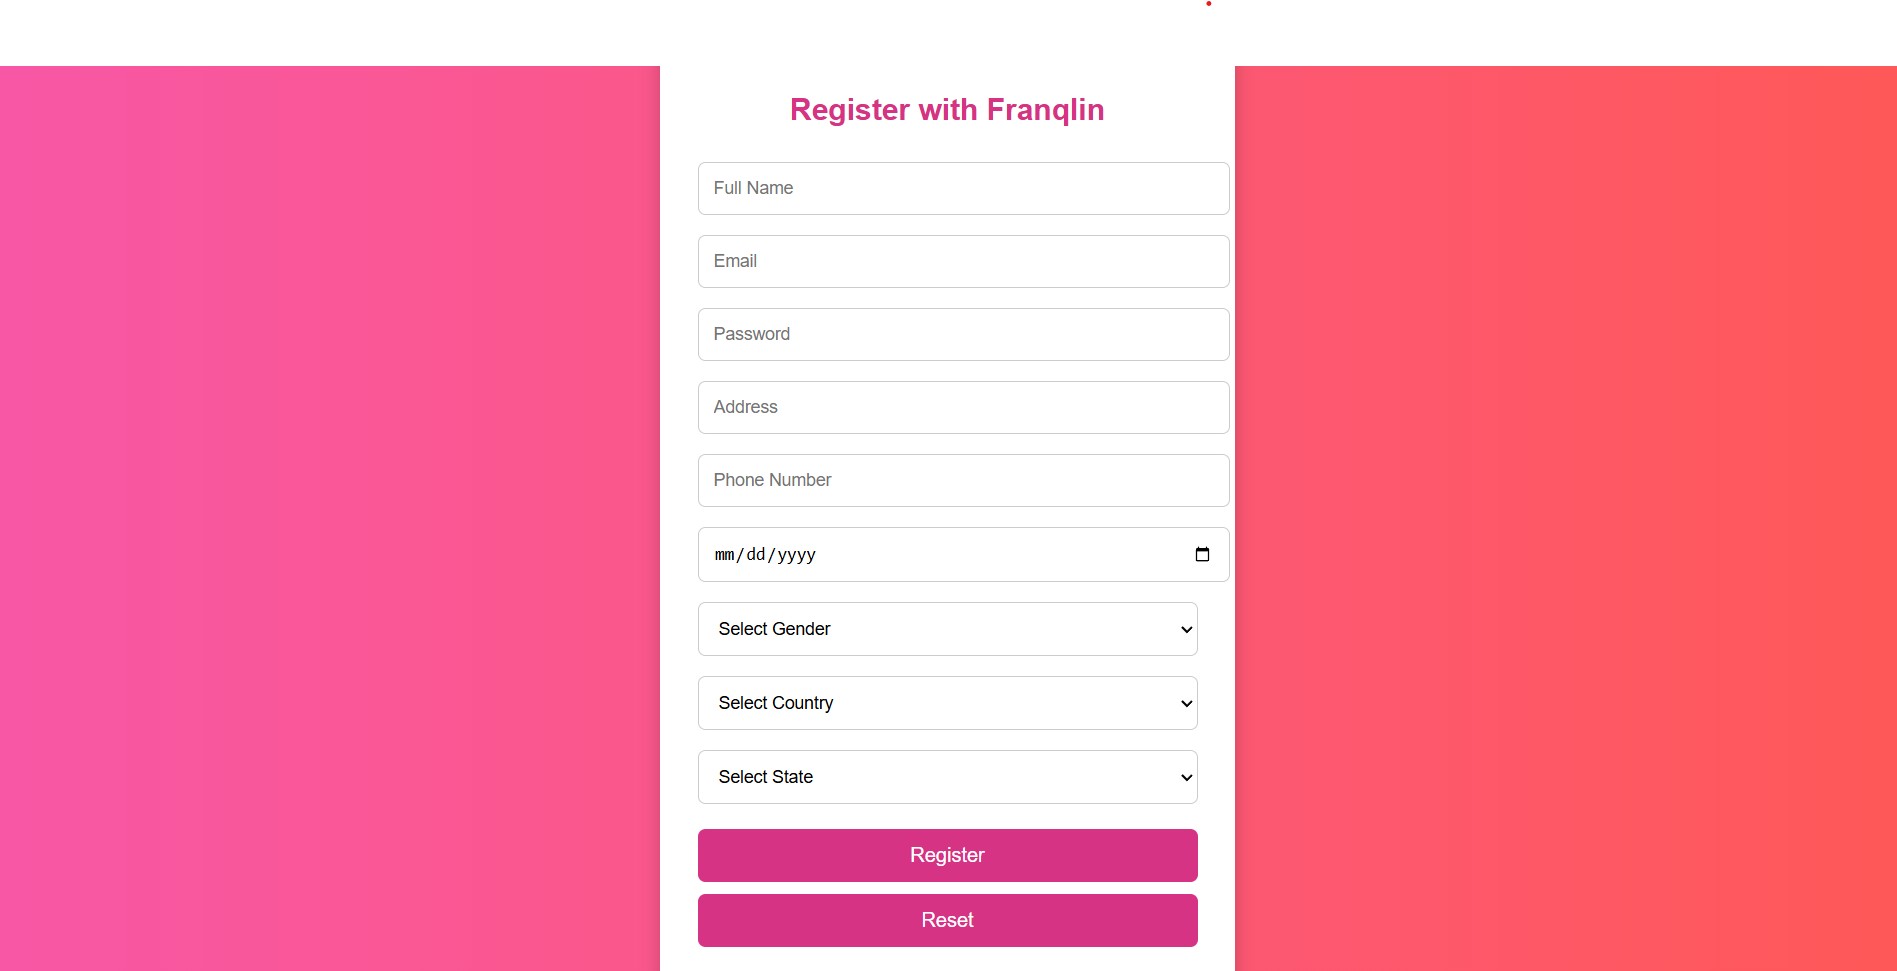 Register with Franqlin
Full Name
Email
Password
Address
Phone Number
mm/dd/yyyy
Select Gender
Select Country
Select State
Register
Reset